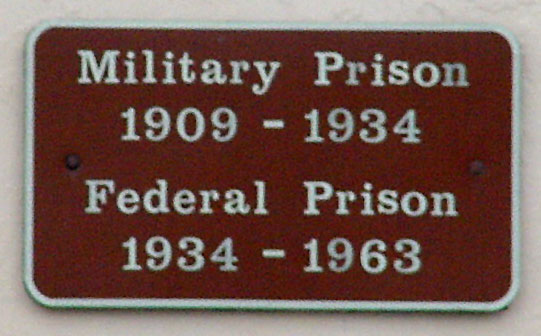 Military Prison
1909 - 1934
Federal Prison
1934 - 1963